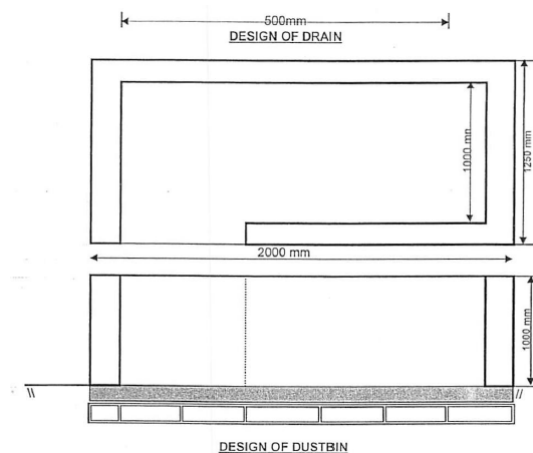 500mm
DESIGN OF DRAIN
1000 mm
1250 mm
2000 mm
1000 mm
DESIGN OF DUSTBIN